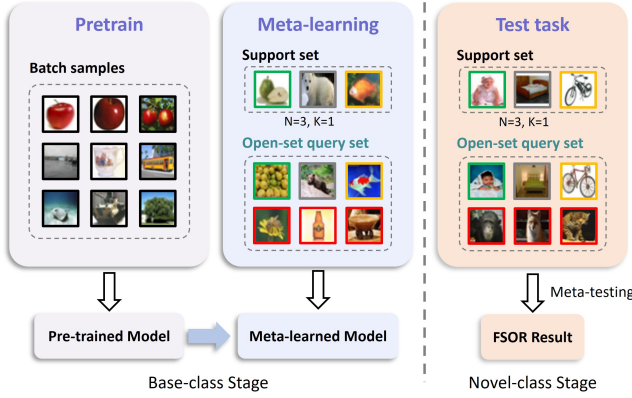 Pretrain
Batch samples
Meta-learning
Support set
N=3, K=1
Open-set query set
Test task
Support set
N=3, K=1
Open-set query set
Meta-testing
Pre-trained Model
Meta-learned Model
FSOR Result
Base-class Stage
Novel-class Stage